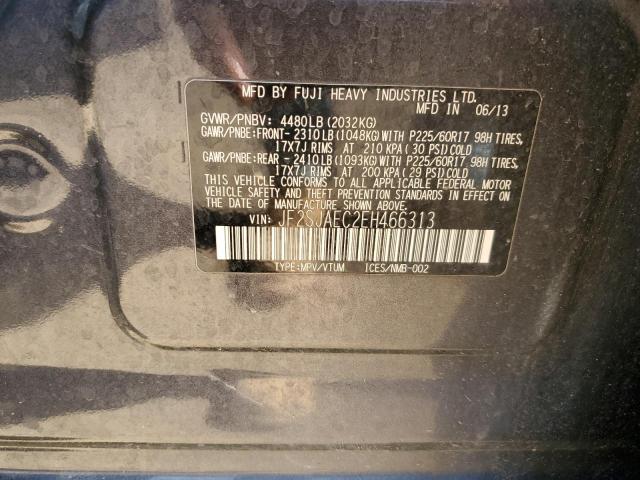 MFD BY FUJI HEAVY INDUSTRIES LTD.
MFD IN 06/13
GVWR/PNBV: 4480LB(2032KG)
GAWR/PNBE:FRONT-2310LB(1048KG)WITH P225/60R17 98H TIRES,
17X7J RIMS AT 210 KPA(30 PSI)COLD
GAWR/PNBE:REAR -2410LB(1093KG)WITH P225/60R17 98H TIRES,
17X7J RIMS AT 200 KPA(29 PSI)COLD
THIS VEHICLE CONFORMS TO ALL APPLICABLE FEDERAL MOTOR
VEHICLE SAFETY AND THEFT PREVENTION STANDARDS IN EFFECT
ON THE DATE OF MANUFACTURE SHOWN ABOVE.
VIN: JF2SJAEC2EH466313
TYPE:MPV/VTUM ICES/NMB-002